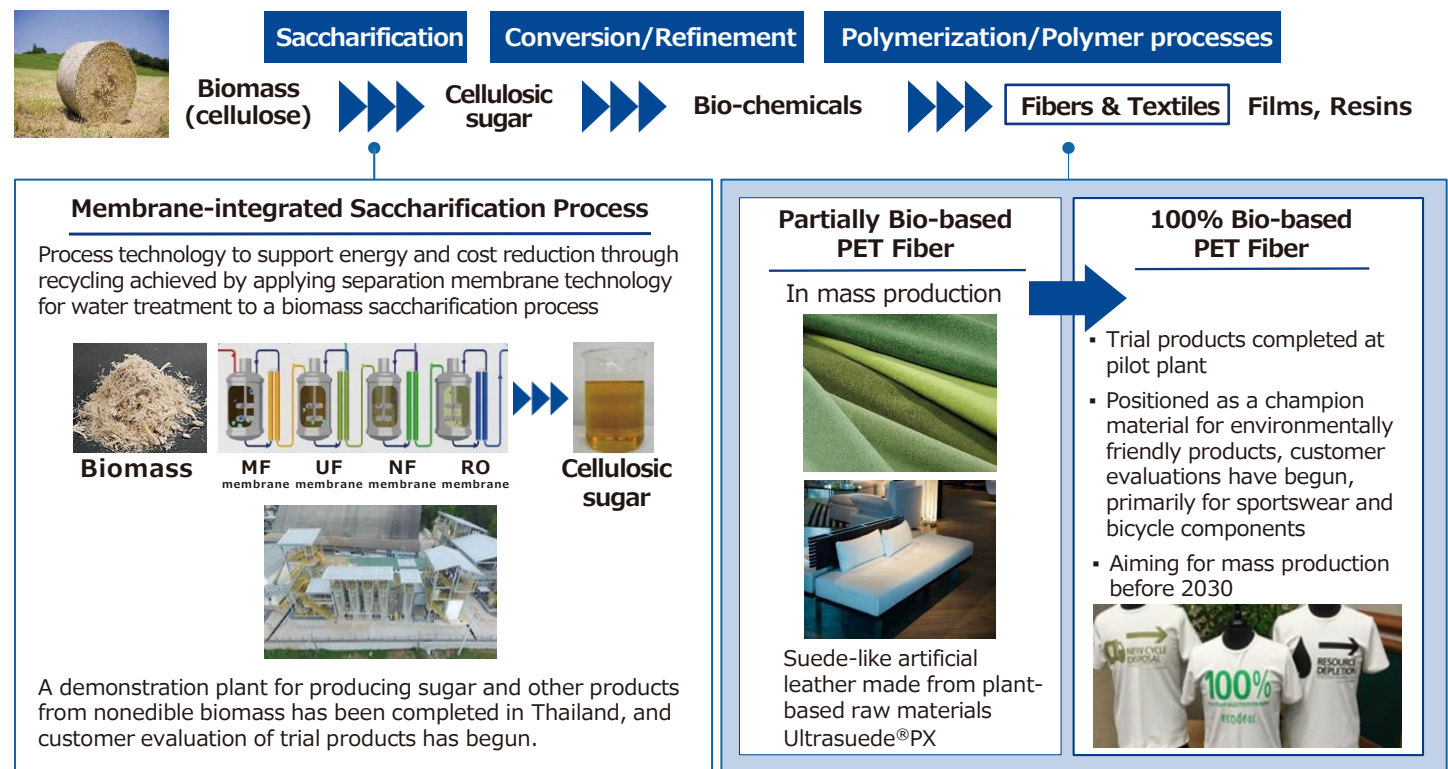 Saccharification
Conversion/Refinement
Polymerization/Polymer processes
Biomass
(cellulose)
Cellulosic
sugar
Bio-chemicals
Fibers & Textiles
Films, Resins
Membrane-integrated Saccharification Process
Process technology to support energy and cost reduction through
recycling achieved by applying separation membrane technology
for water treatment to a biomass saccharification process
Biomass
MF
membrane
UF
membrane
NF
membrane
RO
membrane
Cellulosic
sugar
A demonstration plant for producing sugar and other products
from nonedible biomass has been completed in Thailand, and
customer evaluation of trial products has begun.
Partially Bio-based
PET Fiber
In mass production
Suede-like artificial
leather made from plant-
based raw materials
Ultrasuede®PX
100% Bio-based
PET Fiber
▪ Trial products completed at
pilot plant
▪ Positioned as a champion
material for environmentally
friendly products, customer
evaluations have begun,
primarily for sportswear and
bicycle components
▪ Aiming for mass production
before 2030
NEW CYCLE
DISPOSAL
100%
ecodear
RESOURCE
DEPLETION